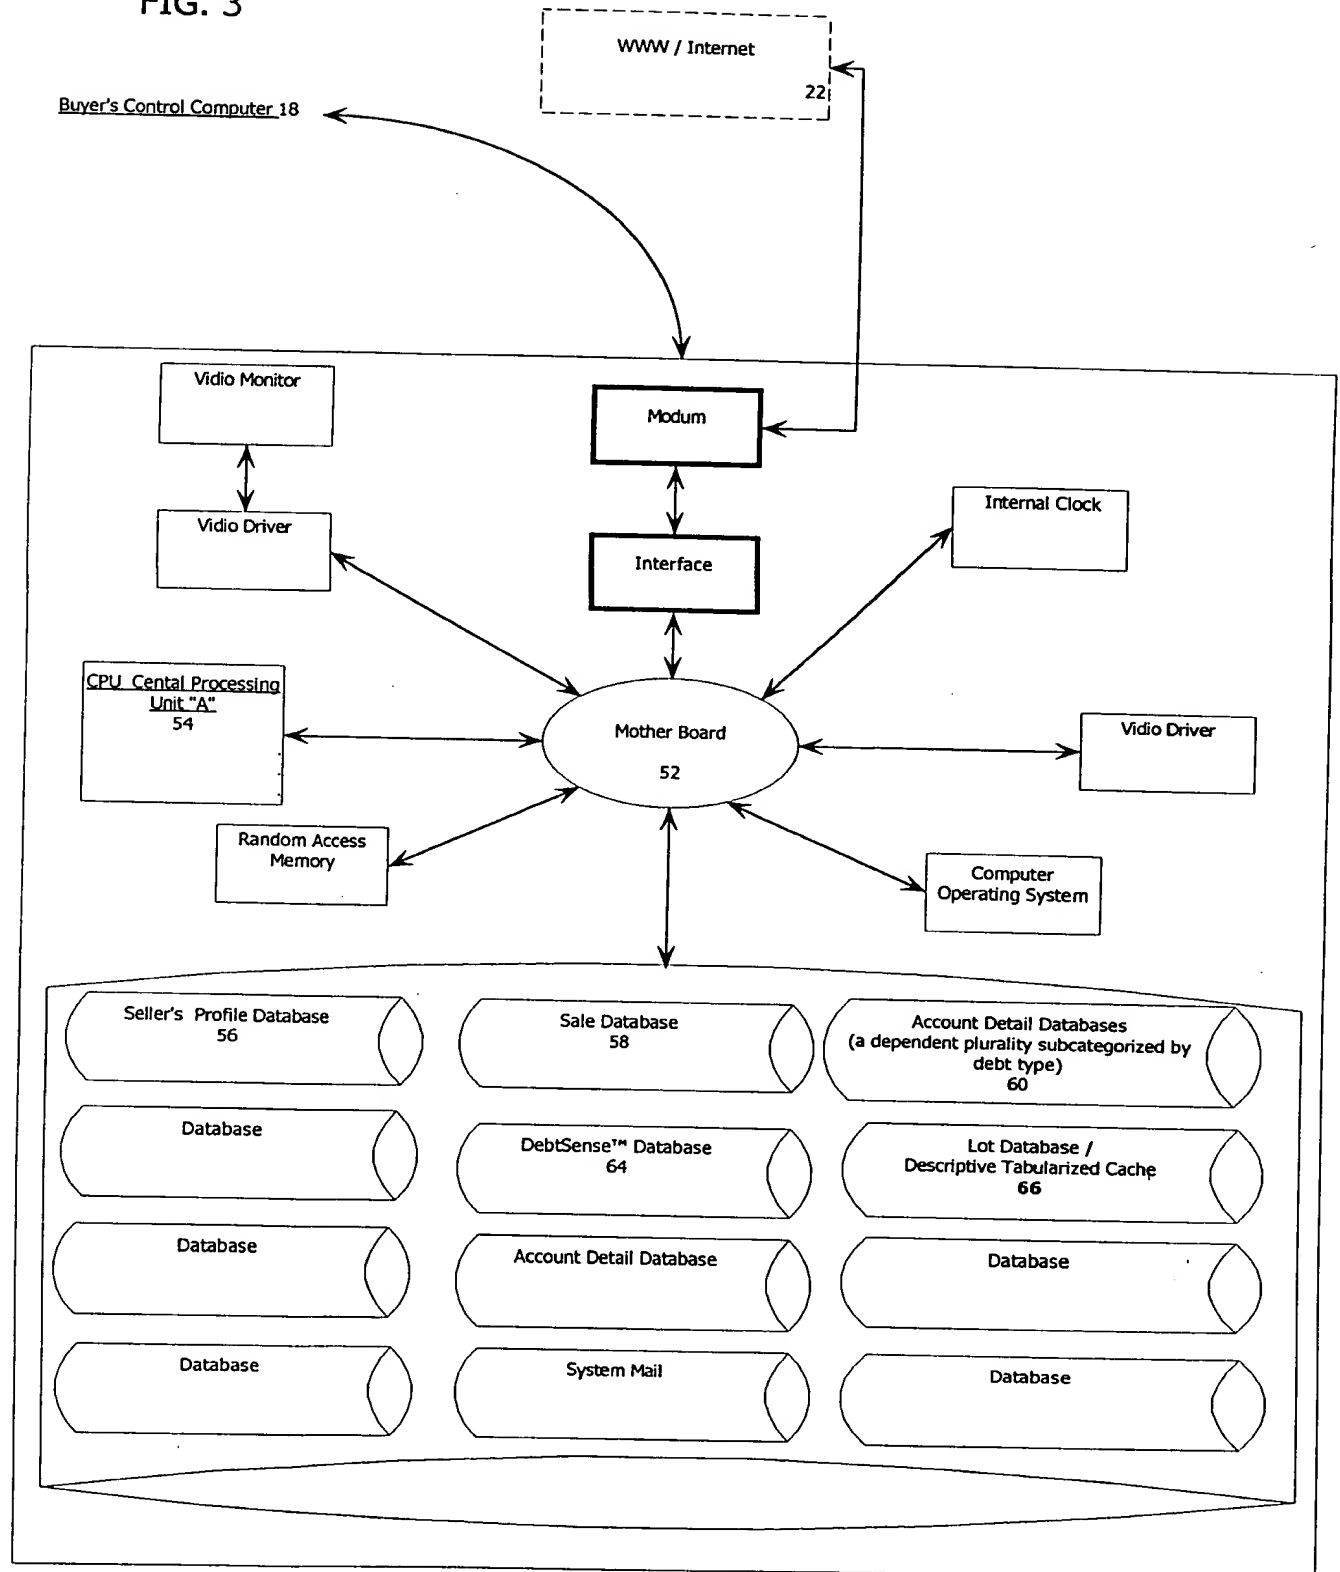 FIG. 3
WWW / Internet
22
Buyer's Control Computer 18
Vidio Monitor
Modum
Internal Clock
Vidio Driver
Interface
CPU Cental Processing
Unit "A"
54
Mother Board
52
Vidio Driver
Random Access
Memory
Computer
Operating System
Seller's Profile Database
56
Sale Database
58
Account Detail Databases
(a dependent plurality subcategorized by
debt type)
60
Database
DebtSense™ Database
64
Lot Database /
Descriptive Tabularized Cache
66
Database
Account Detail Database
Database
Database
System Mail
Database